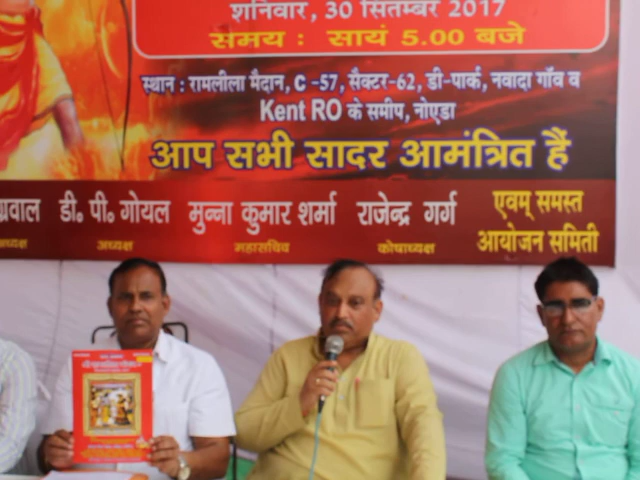 शनिवार, 30 सितम्बर 2017
समय : सायं 5.00 बजे
स्थान : रामलीला मैदान, C -57, सैक्टर-62, डी-पार्क, नवादा गाँव व
Kent RO के समीप, नोएडा
आप सभी सादर आमंत्रित हैं
ग्रवाल डी. पी. गोयल मुन्ना कुमार शर्मा राजेन्द्र गर्ग एवम् समस्त
अध्यक्ष महासचिव कोषाध्यक्ष आयोजन समिती